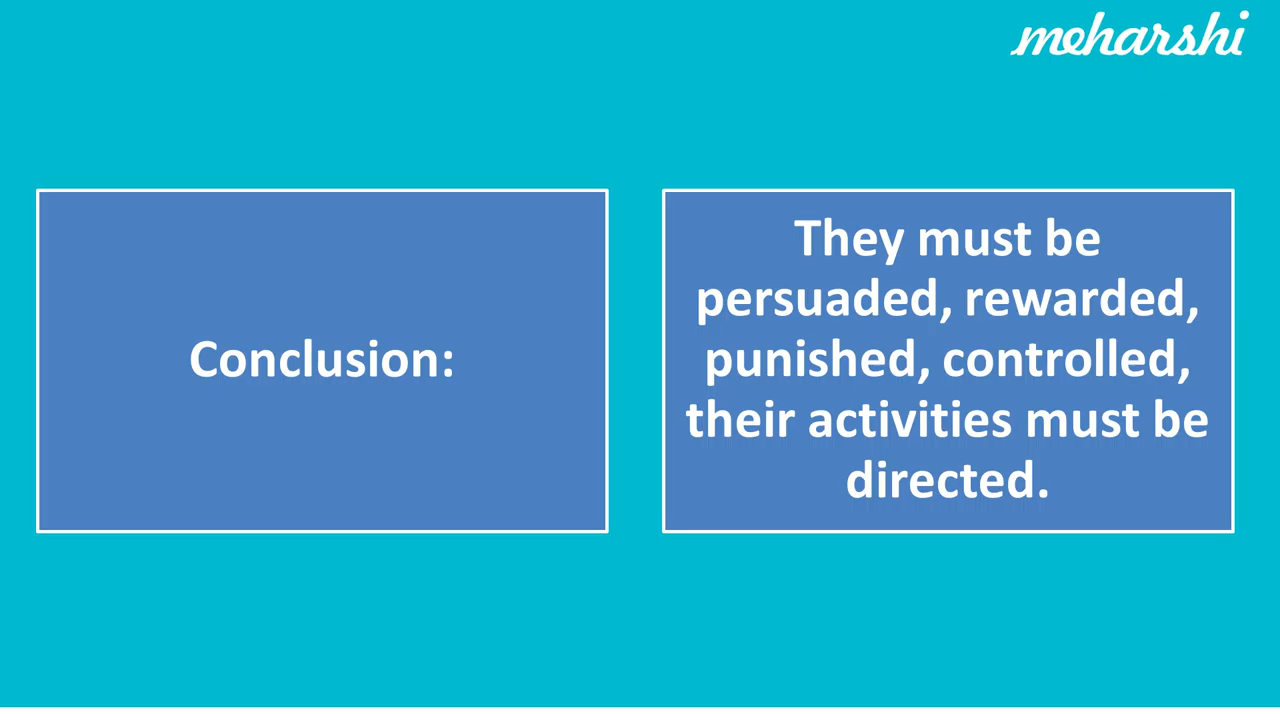 meharshi
Conclusion:
They must be
persuaded, rewarded,
punished, controlled,
their activities must be
directed.